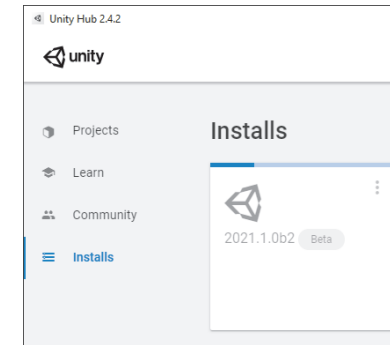 Unity Hub 2.4.2
unity
Projects
Installs
Learn
Community
2021.1.0b2 Beta
Installs